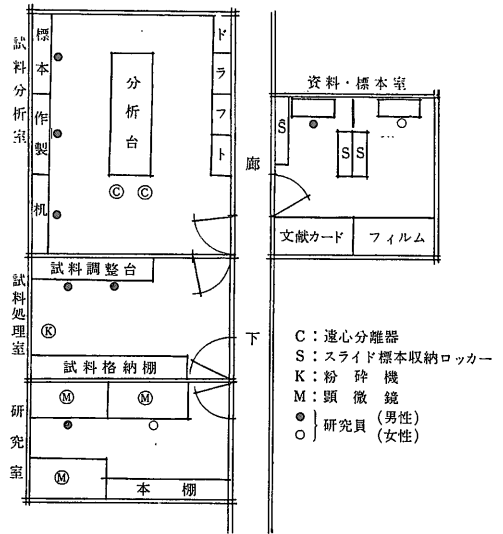 試料分析室
標本作製机
分析台
ドラフト
Ⓒ Ⓒ
廊下
資料・標本室
S
S S
文献カード
フィルム
試料処理室
試料調整台
Ⓚ
試料格納棚
研究室
Ⓜ Ⓜ
Ⓜ
本棚
C：遠心分離器
S：スライド標本収納ロッカー
K：粉砕機
M：顕微鏡
研究員（男性）
（女性）